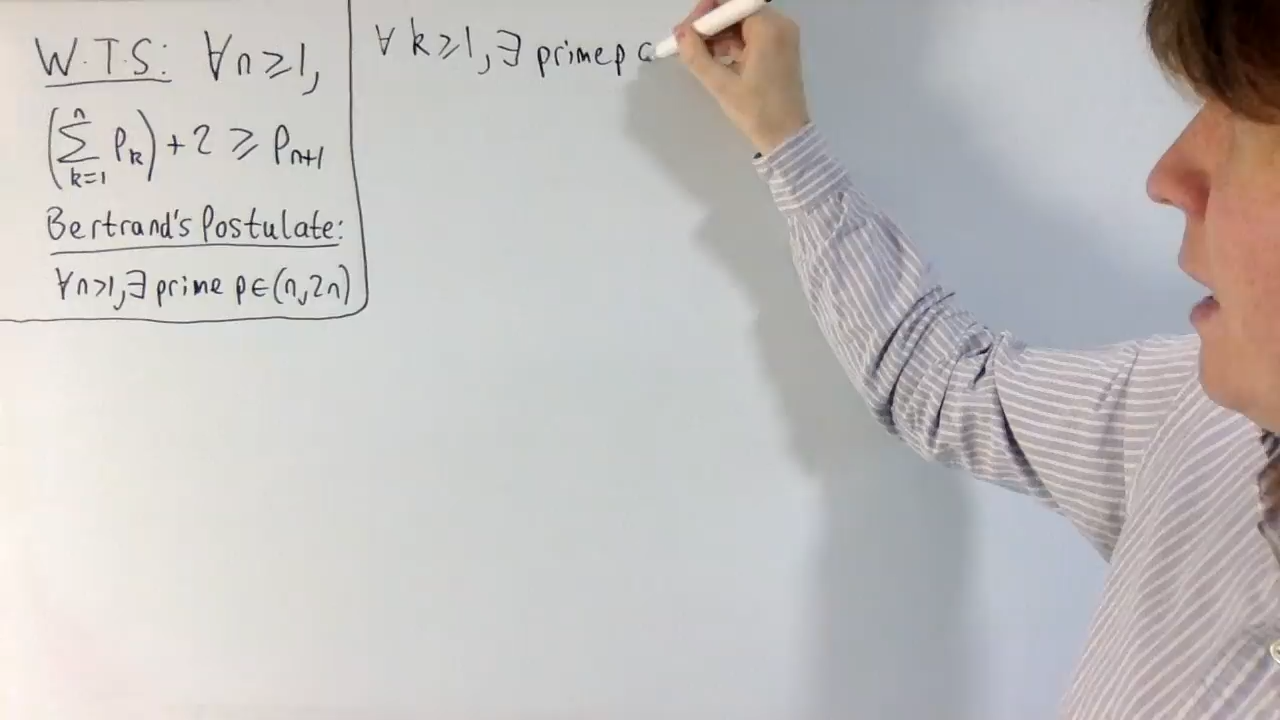 W.T.S: ∀n≥1,
(∑_{k=1}^{n} p_k) + 2 ≥ p_{n+1}
Bertrand's Postulate:
∀n>1, ∃ prime p∈(n, 2n)
∀ k≥1, ∃ prime p